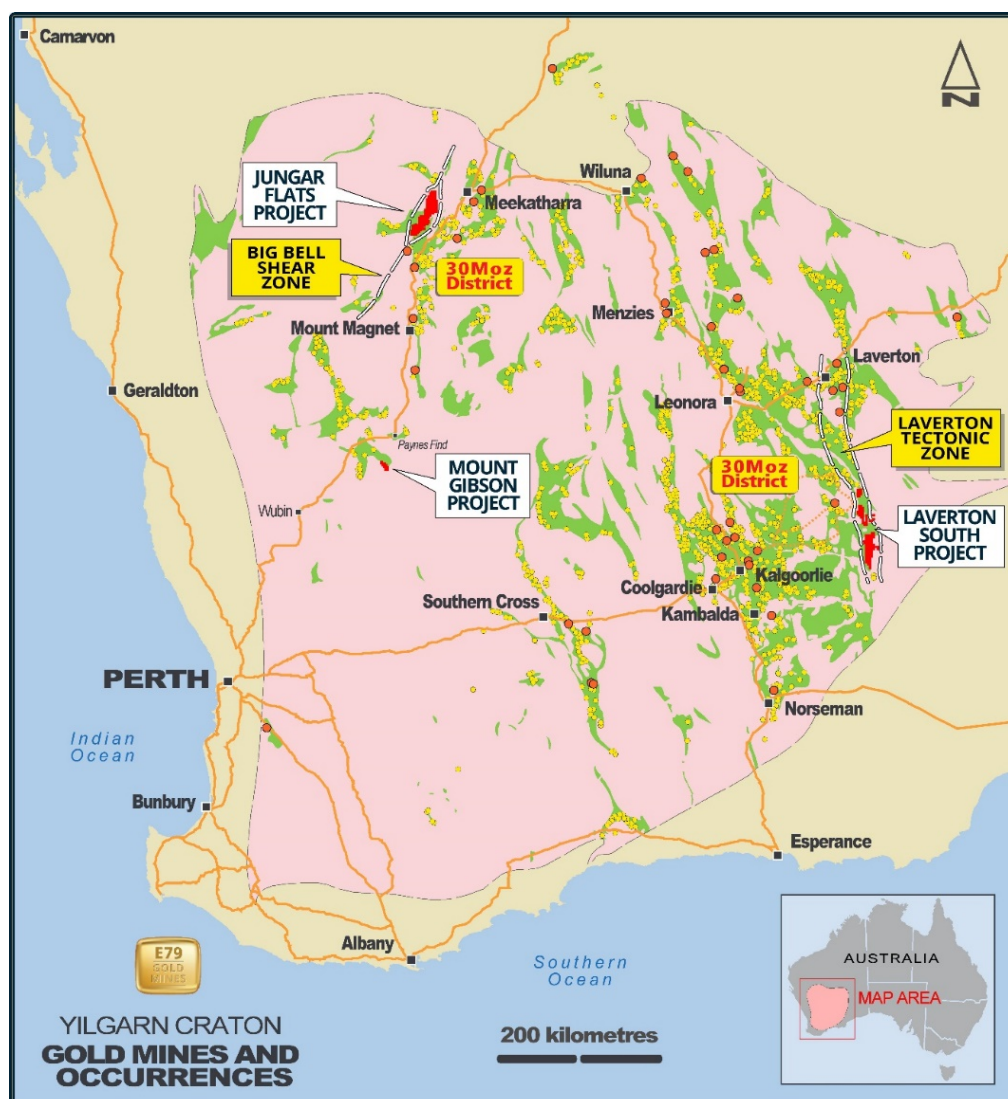 Carnarvon
N
JUNGAR
FLATS
PROJECT
Wiluna
Meekatharra
BIG BELL
SHEAR
ZONE
30Moz
District
Menzies
Mount Magnet
Laverton
Geraldton
Leonora
LAVERTON
TECTONIC
ZONE
Paynes Find
MOUNT
GIBSON
PROJECT
30Moz
District
Wubin
LAVERTON
SOUTH
PROJECT
Kalgoorlie
Coolgardie
Southern Cross
Kambalda
PERTH
Norseman
Indian
Ocean
Bunbury
Esperance
Albany
E79
GOLD
MINES
Southern
Ocean
AUSTRALIA
MAP AREA
YILGARN CRATON
GOLD MINES AND
OCCURRENCES
200 kilometres